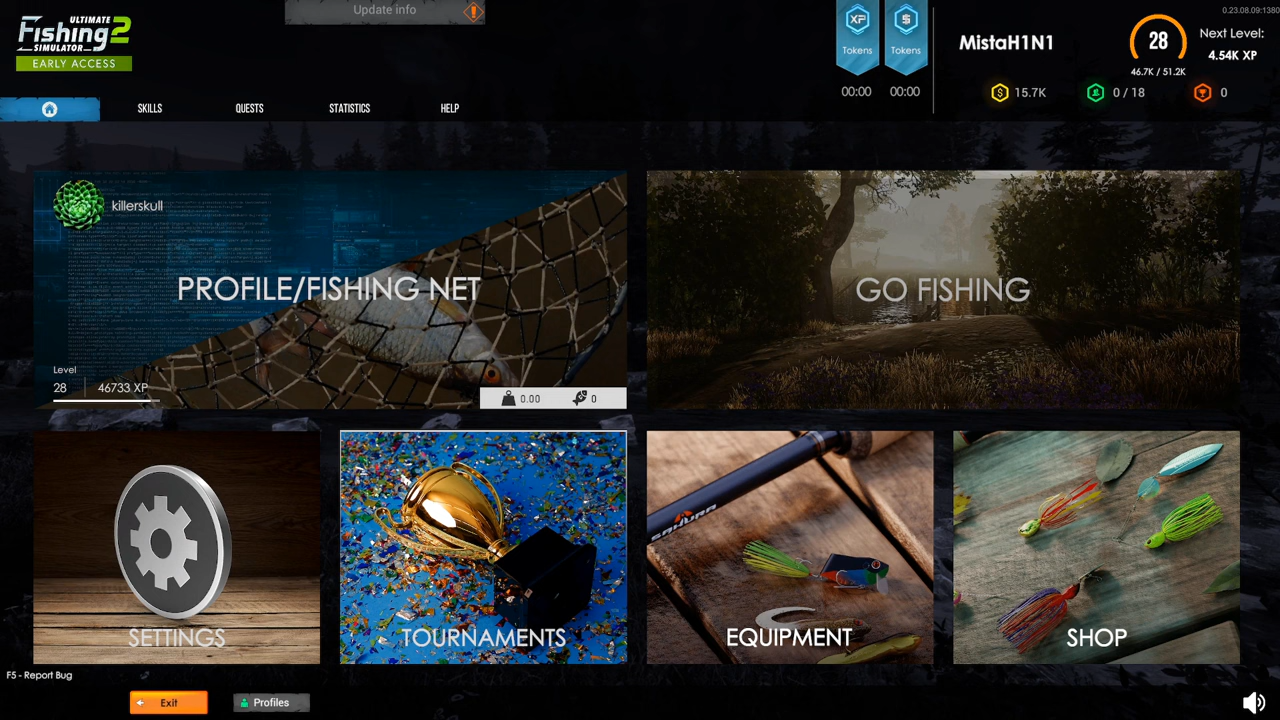 Update info
0.23.08.09:1380
ULTIMATE
Fishing 2
SIMULATOR
EARLY ACCESS
XP
Tokens
00:00
$
Tokens
00:00
MistaH1N1
28
46.7K / 51.2K
Next Level:
4.54K XP
15.7K
0 / 18
0
SKILLS
QUESTS
STATISTICS
HELP
killerskull
PROFILE/FISHING NET
Level
28
46733 XP
0.00
0
GO FISHING
SETTINGS
TOURNAMENTS
SAKURA
EQUIPMENT
SHOP
F5 - Report Bug
Exit
Profiles